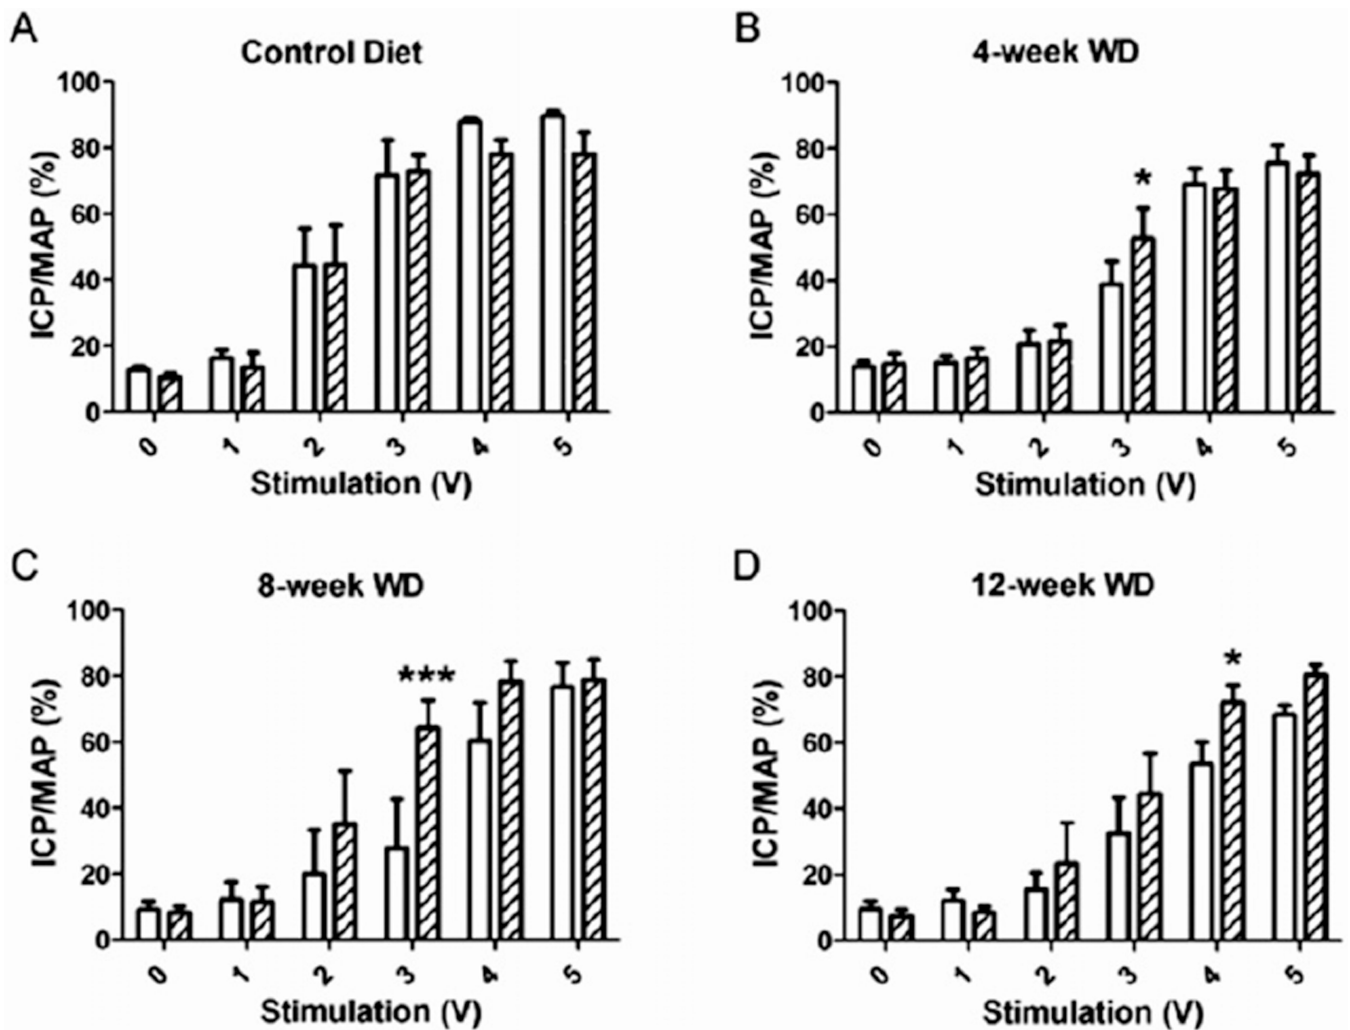 A
Control Diet
ICP/MAP (%)
100
80
60
40
20
0
0 1 2 3 4 5
Stimulation (V)
B
4-week WD
ICP/MAP (%)
100
80
60
40
20
0
*
0 1 2 3 4 5
Stimulation (V)
C
8-week WD
ICP/MAP (%)
100
80
60
40
20
0
***
0 1 2 3 4 5
Stimulation (V)
D
12-week WD
ICP/MAP (%)
100
80
60
40
20
0
*
0 1 2 3 4 5
Stimulation (V)